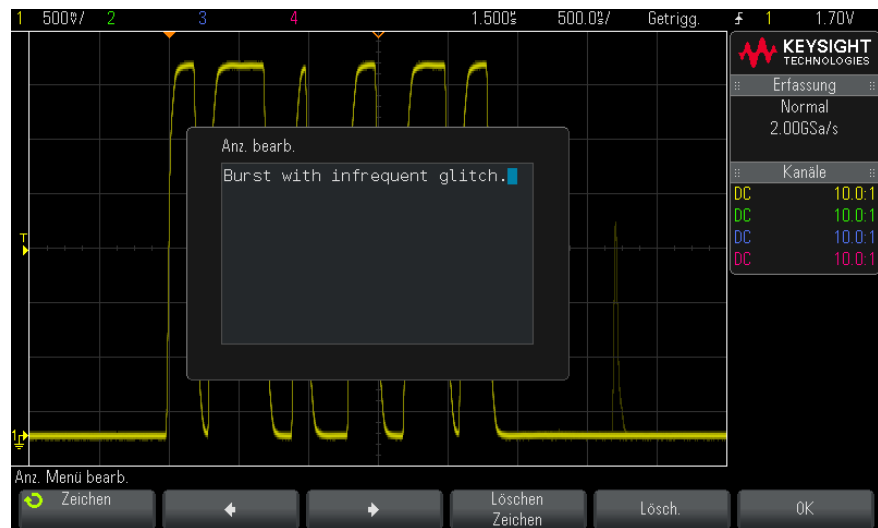 1 500V/ 2 3 4 1.500s 500.0s/ Getrigg. 1 1.70V
KEYSIGHT
TECHNOLOGIES
Erfassung
Normal
2.00GSa/s
Kanäle
DC 10.0:1
DC 10.0:1
DC 10.0:1
DC 10.0:1
Anz. bearb.
Burst with infrequent glitch.
T
1
Anz. Menü bearb.
Zeichen
Löschen
Zeichen
Lösch.
OK